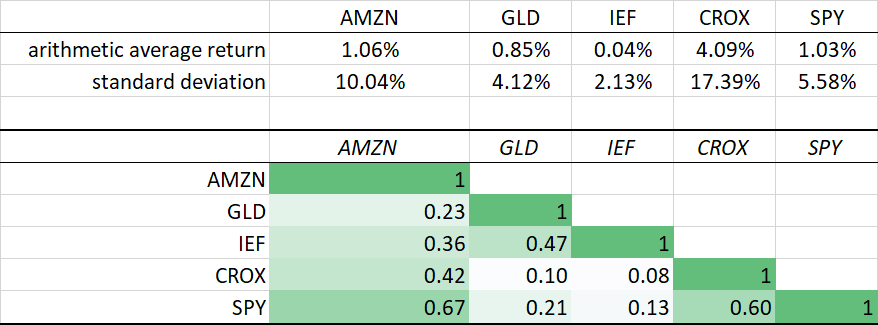 AMZN GLD IEF CROX SPY
arithmetic average return 1.06% 0.85% 0.04% 4.09% 1.03%
standard deviation 10.04% 4.12% 2.13% 17.39% 5.58%
AMZN GLD IEF CROX SPY
AMZN 1
GLD 0.23 1
IEF 0.36 0.47 1
CROX 0.42 0.10 0.08 1
SPY 0.67 0.21 0.13 0.60 1